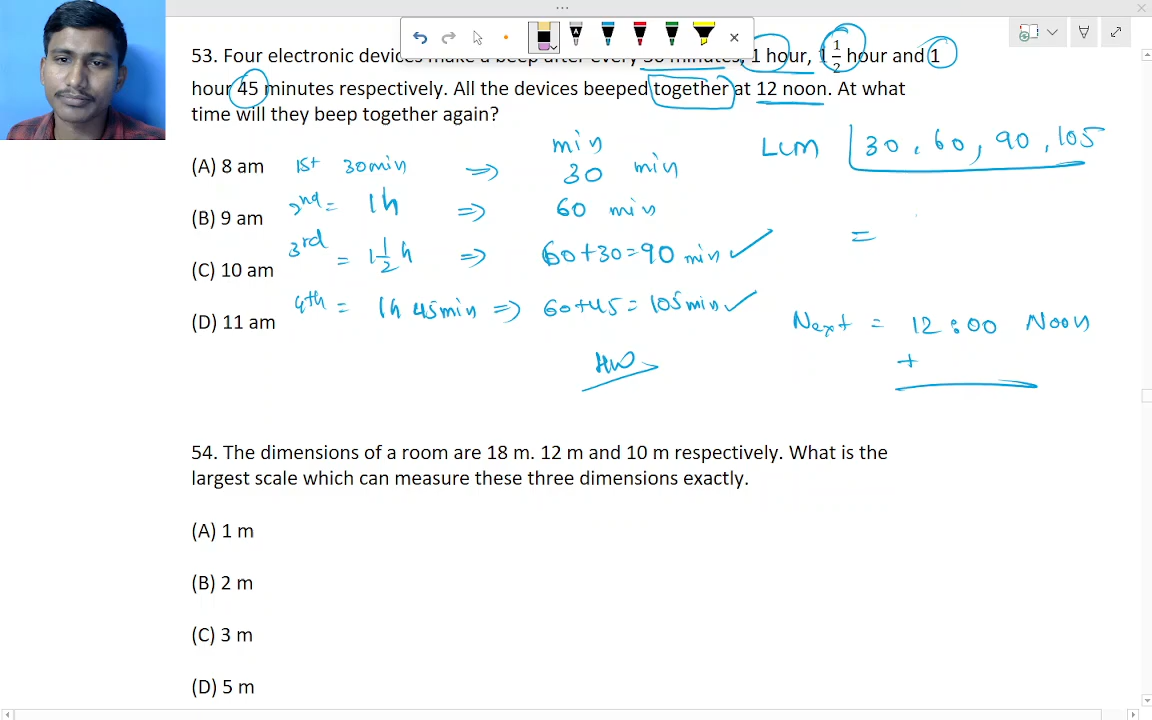 53. Four electronic devices make a beep after every 30 minutes, 1 hour, 1 1/2 hour and 1
hour 45 minutes respectively. All the devices beeped together at 12 noon. At what
time will they beep together again?
(A) 8 am
(B) 9 am
(C) 10 am
(D) 11 am
min
1st 30min ⇒ 30 min
2nd = 1h ⇒ 60 min
3rd = 1 1/2 h ⇒ 60+30=90 min ✓
4th = 1h 45min ⇒ 60+45=105min ✓
HW
LCM 30, 60, 90, 105
=
Next = 12:00 Noon
+
54. The dimensions of a room are 18 m. 12 m and 10 m respectively. What is the
largest scale which can measure these three dimensions exactly.
(A) 1 m
(B) 2 m
(C) 3 m
(D) 5 m